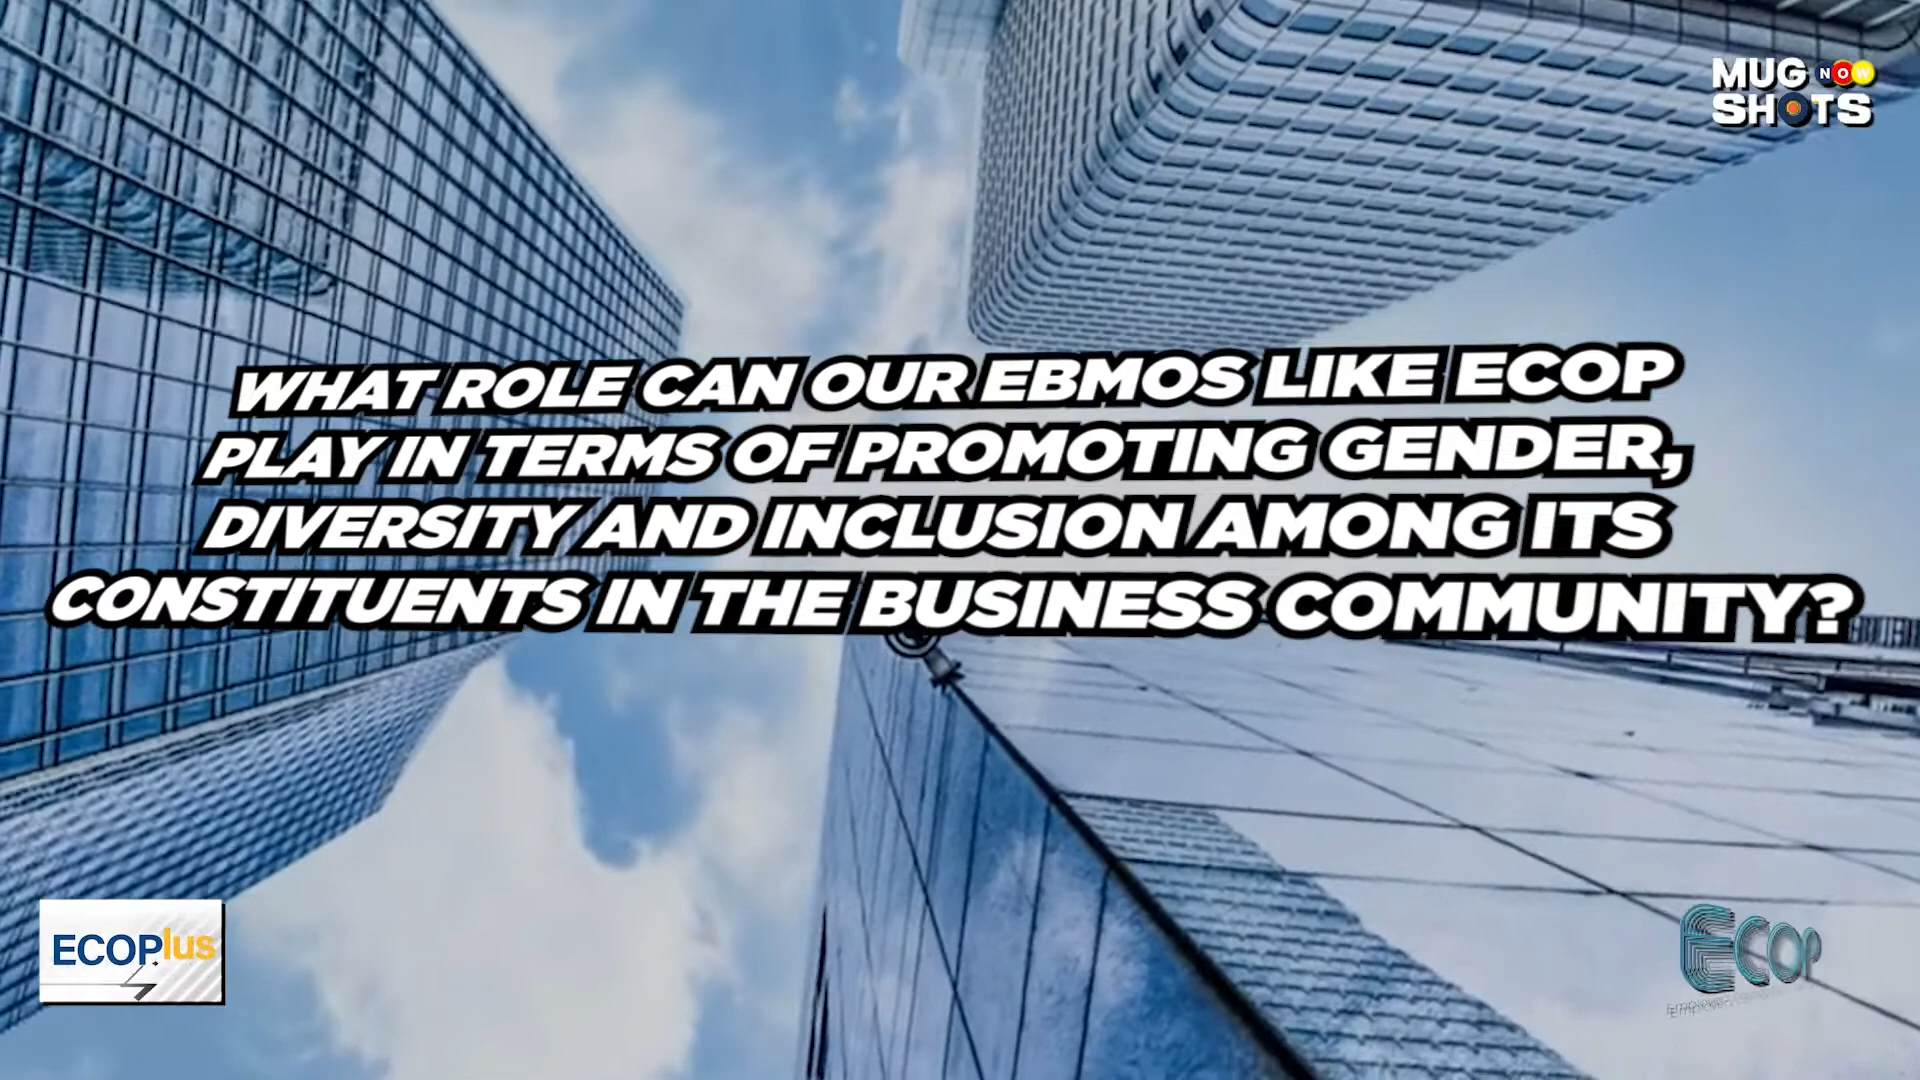 MUG NOW
SHOTS
WHAT ROLE CAN OUR EBMOS LIKE ECOP
PLAY IN TERMS OF PROMOTING GENDER,
DIVERSITY AND INCLUSION AMONG ITS
CONSTITUENTS IN THE BUSINESS COMMUNITY?
ECOPlus
ECOP